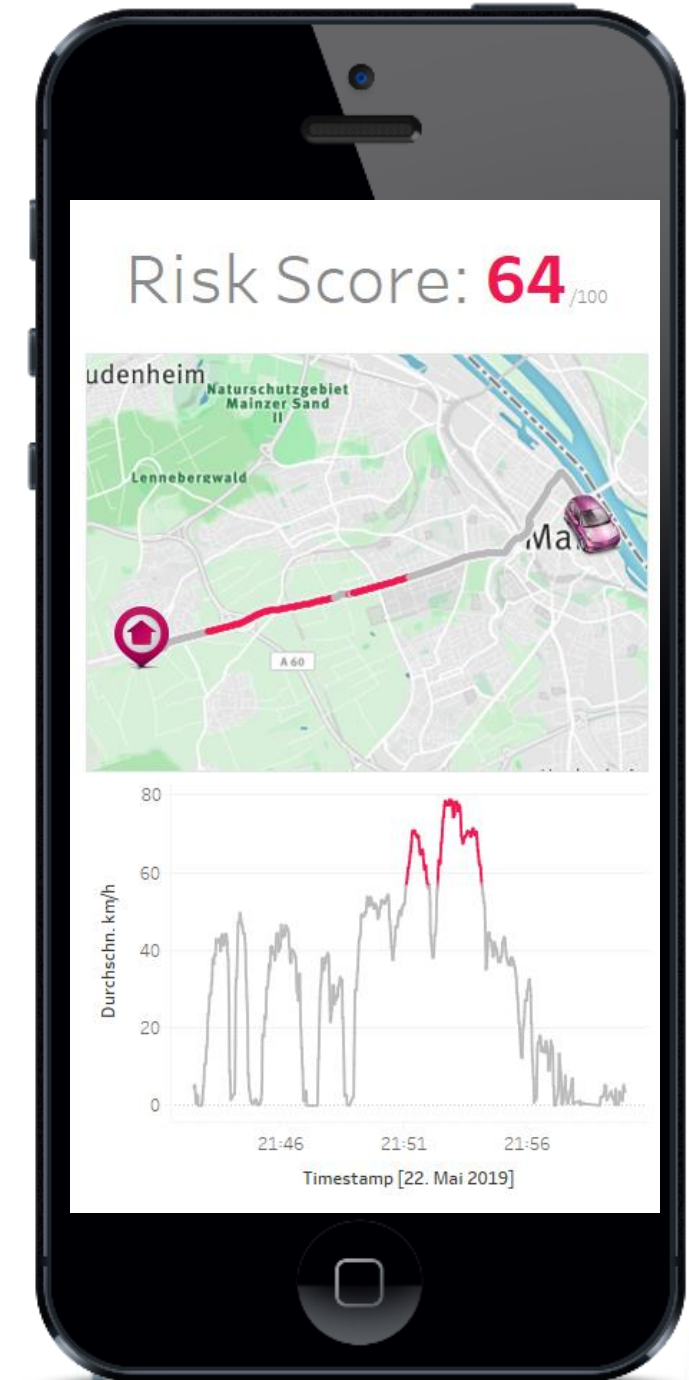 Risk Score: 64/100
udenheim
Naturschutzgebiet
Mainzer Sand
II
Lennebergwald
Ma
A 60
80
60
40
20
0
Durchschn. km/h
21:46 21:51 21:56
Timestamp [22. Mai 2019]